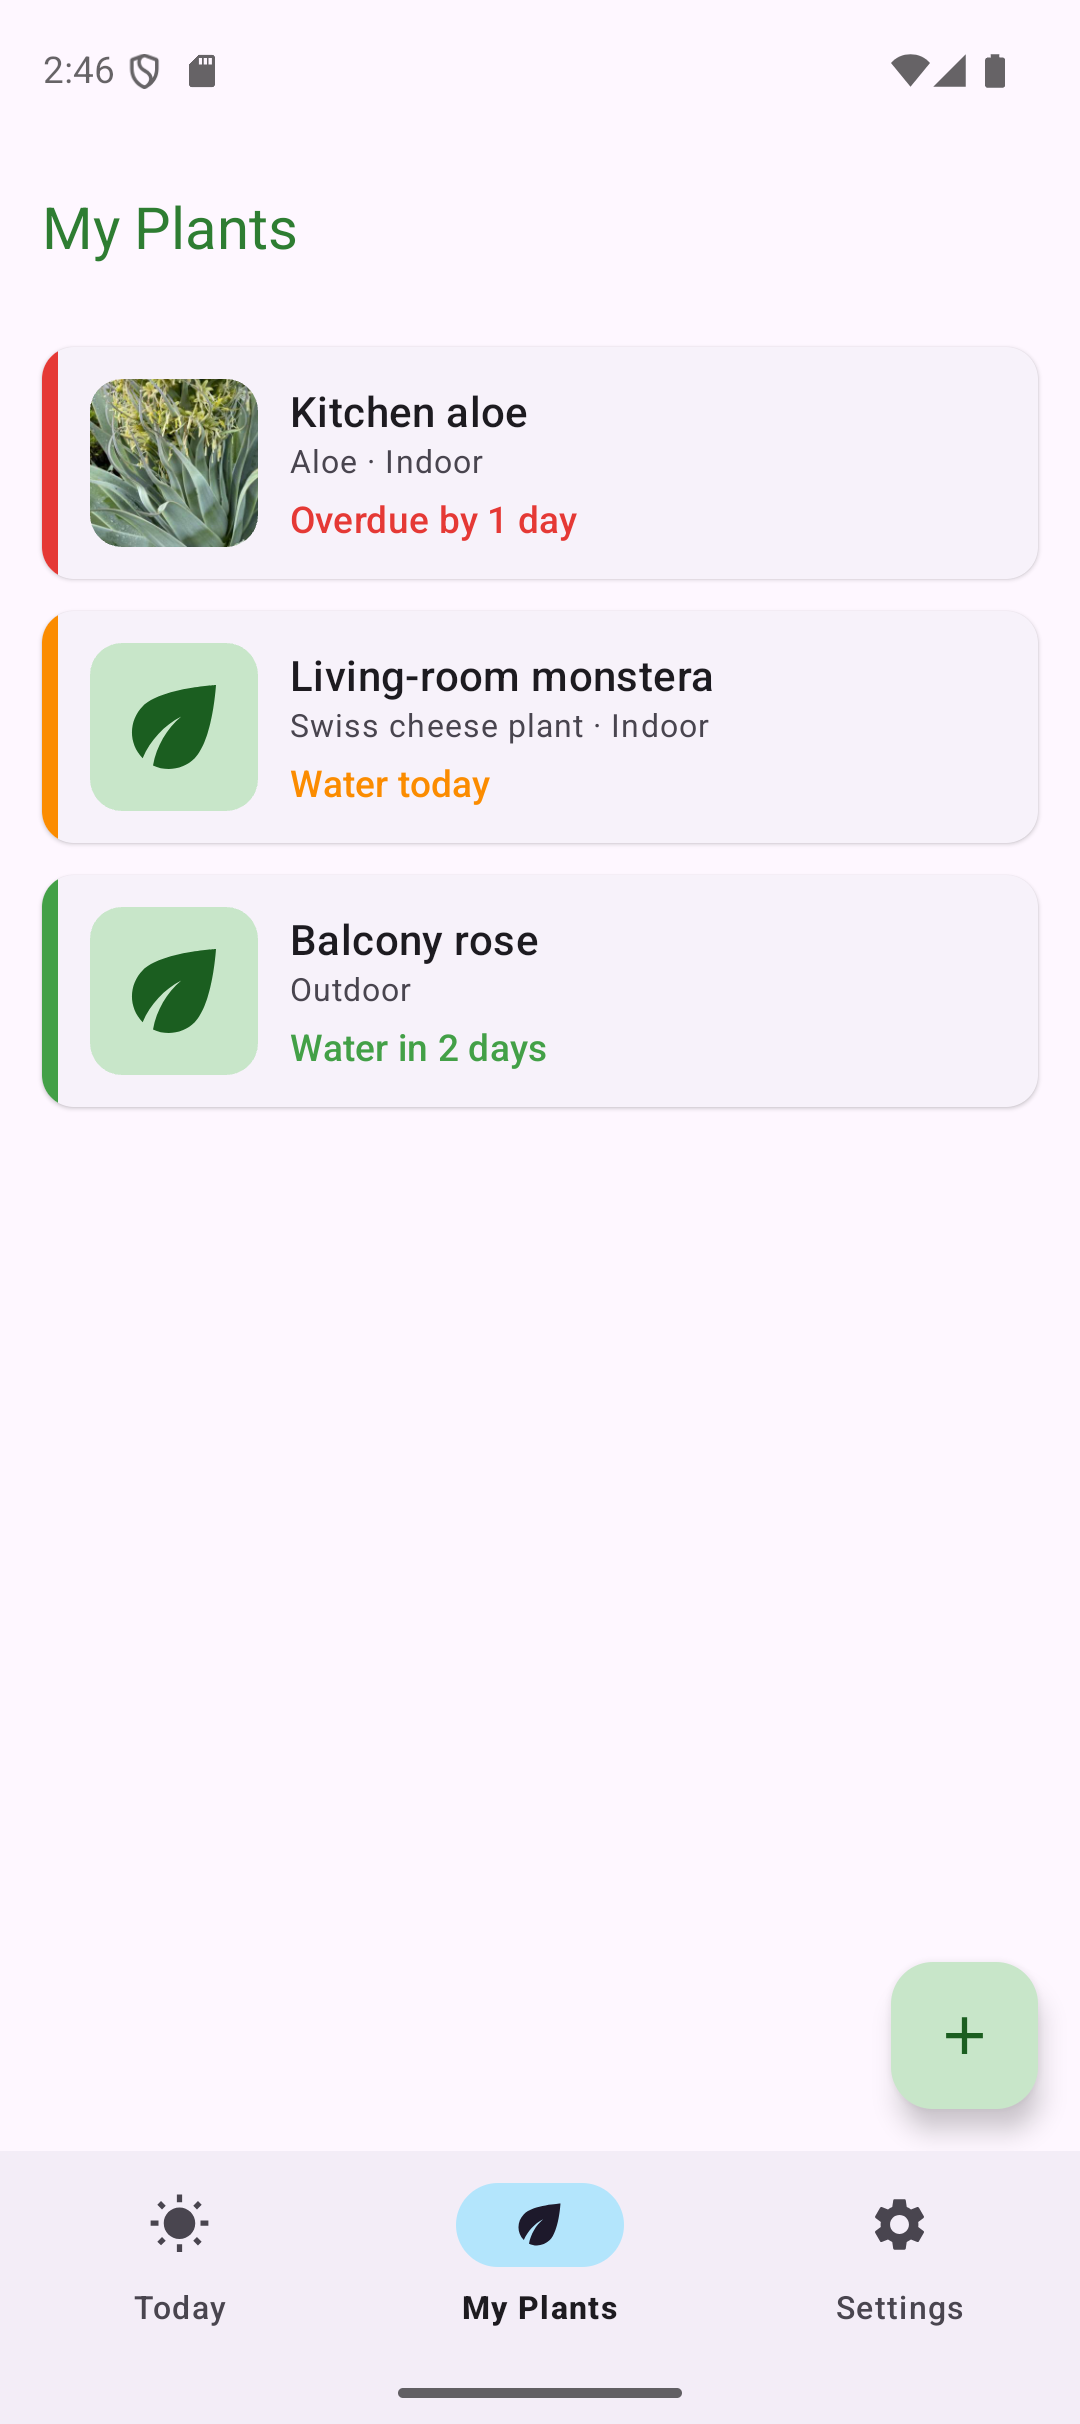 2:46
My Plants
Kitchen aloe
Aloe · Indoor
Overdue by 1 day
Living-room monstera
Swiss cheese plant · Indoor
Water today
Balcony rose
Outdoor
Water in 2 days
Today
My Plants
Settings